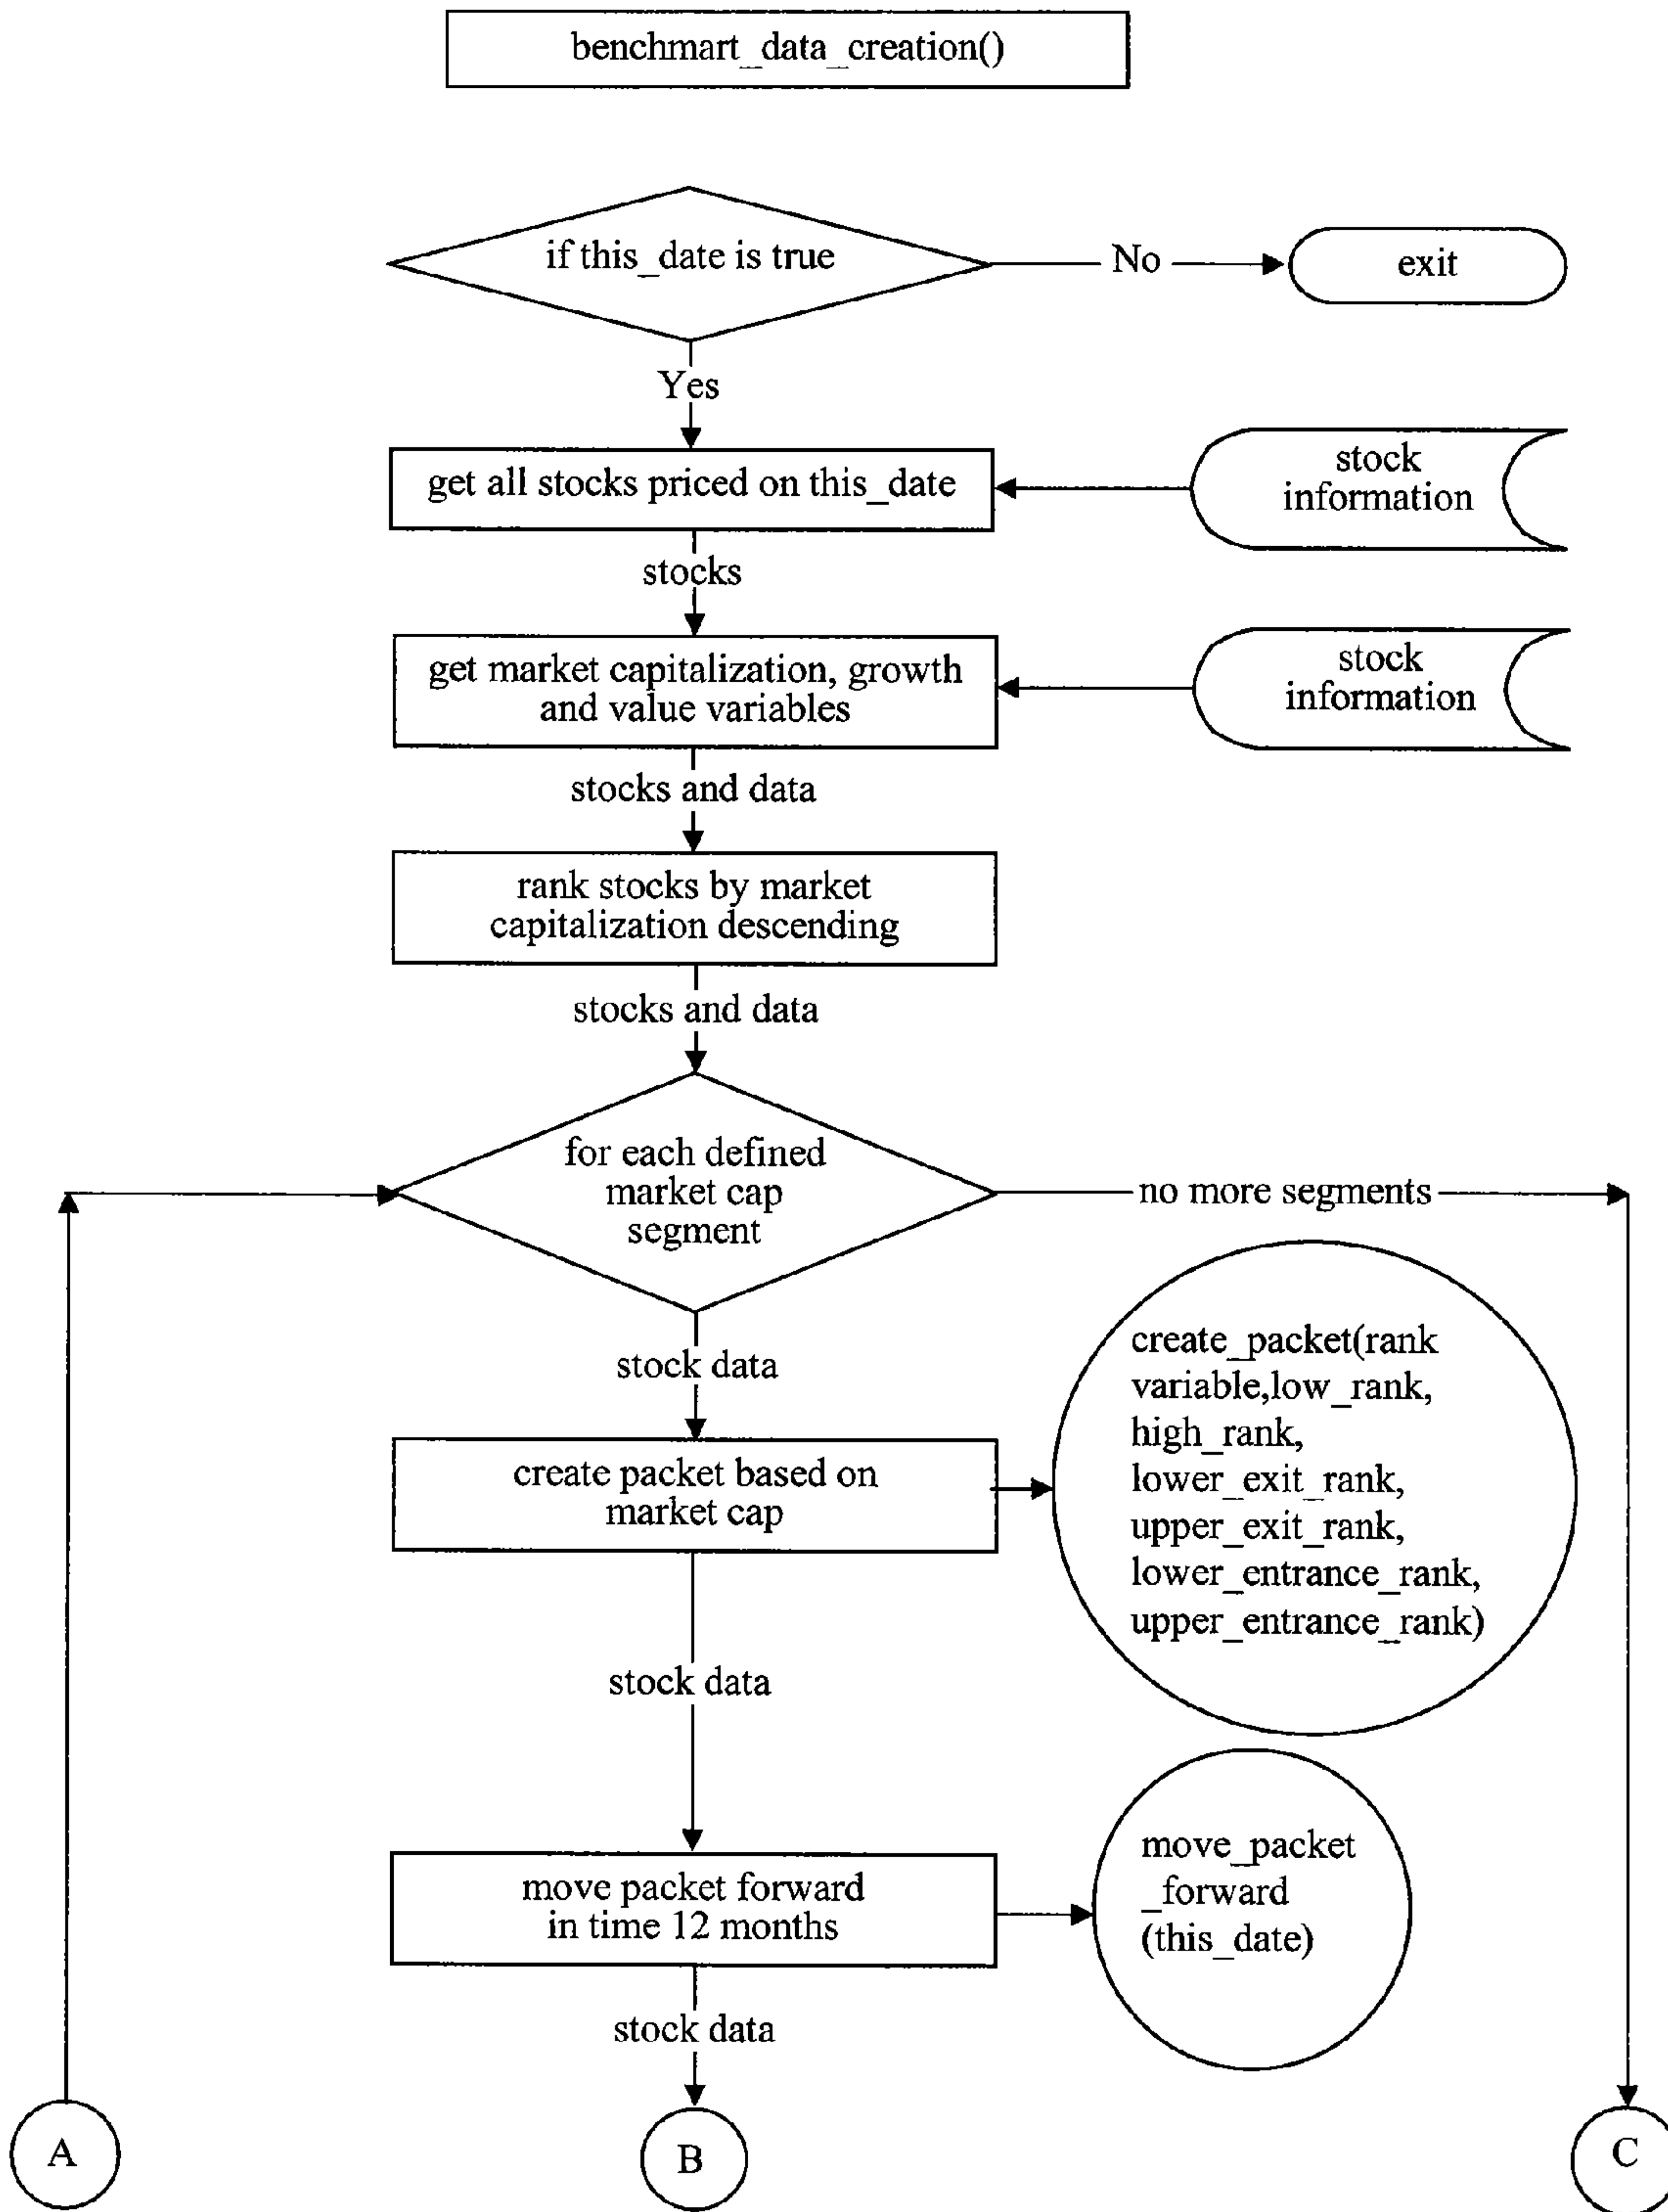 benchmart_data_creation()
if this_date is true
No
exit
Yes
get all stocks priced on this_date
stock
information
stocks
get market capitalization, growth
and value variables
stock
information
stocks and data
rank stocks by market
capitalization descending
stocks and data
for each defined
market cap
segment
no more segments
stock data
create packet based on
market cap
create_packet(rank
variable,low_rank,
high_rank,
lower_exit_rank,
upper_exit_rank,
lower_entrance_rank,
upper_entrance_rank)
stock data
move packet forward
in time 12 months
move_packet
_forward
(this_date)
stock data
A
B
C